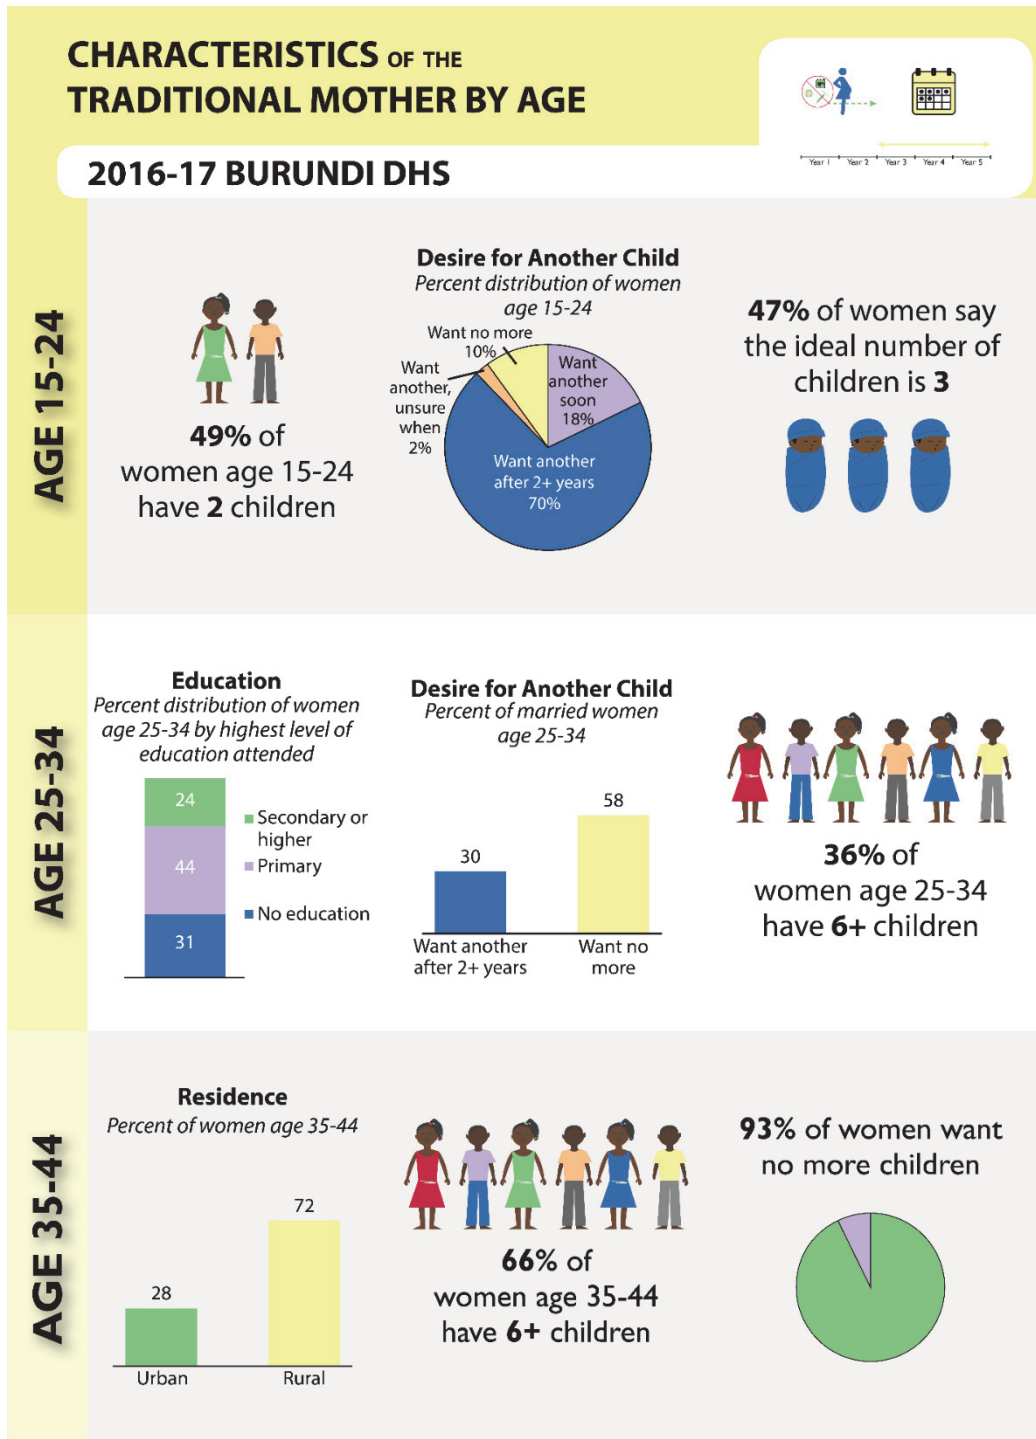 CHARACTERISTICS OF THE
TRADITIONAL MOTHER BY AGE
2016-17 BURUNDI DHS
Year 1 Year 2 Year 3 Year 4 Year 5
AGE 15-24
49% of
women age 15-24
have 2 children
Desire for Another Child
Percent distribution of women
age 15-24
Want no more
10%
Want
another,
unsure
when
2%
Want
another
soon
18%
Want another
after 2+ years
70%
47% of women say
the ideal number of
children is 3
AGE 25-34
Education
Percent distribution of women
age 25-34 by highest level of
education attended
24
44
31
Secondary or
higher
Primary
No education
Desire for Another Child
Percent of married women
age 25-34
30
58
Want another
after 2+ years
Want no
more
36% of
women age 25-34
have 6+ children
AGE 35-44
Residence
Percent of women age 35-44
28
72
Urban
Rural
66% of
women age 35-44
have 6+ children
93% of women want
no more children